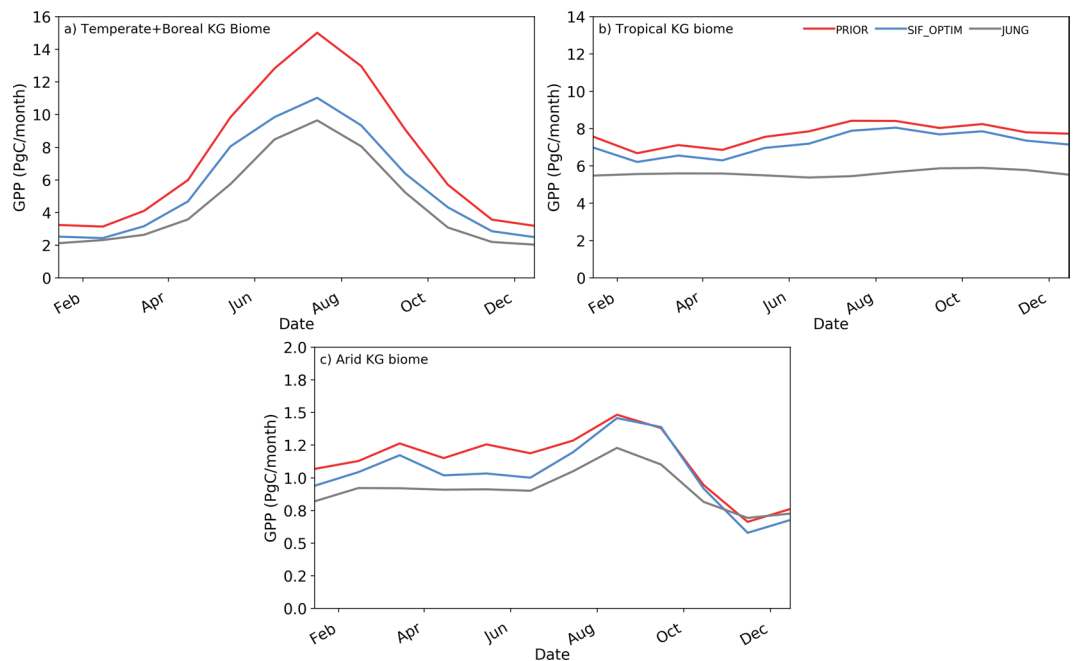 a) Temperate+Boreal KG Biome
16
14
12
10
8
6
4
2
0
GPP (PgC/month)
Feb
Apr
Jun
Aug
Oct
Dec
Date
b) Tropical KG biome
PRIOR
SIF_OPTIM
JUNG
14
12
10
8
6
4
2
0
GPP (PgC/month)
Feb
Apr
Jun
Aug
Oct
Dec
Date
c) Arid KG biome
2.0
1.8
1.5
1.2
1.0
0.8
0.5
0.2
0.0
GPP (PgC/month)
Feb
Apr
Jun
Aug
Oct
Dec
Date